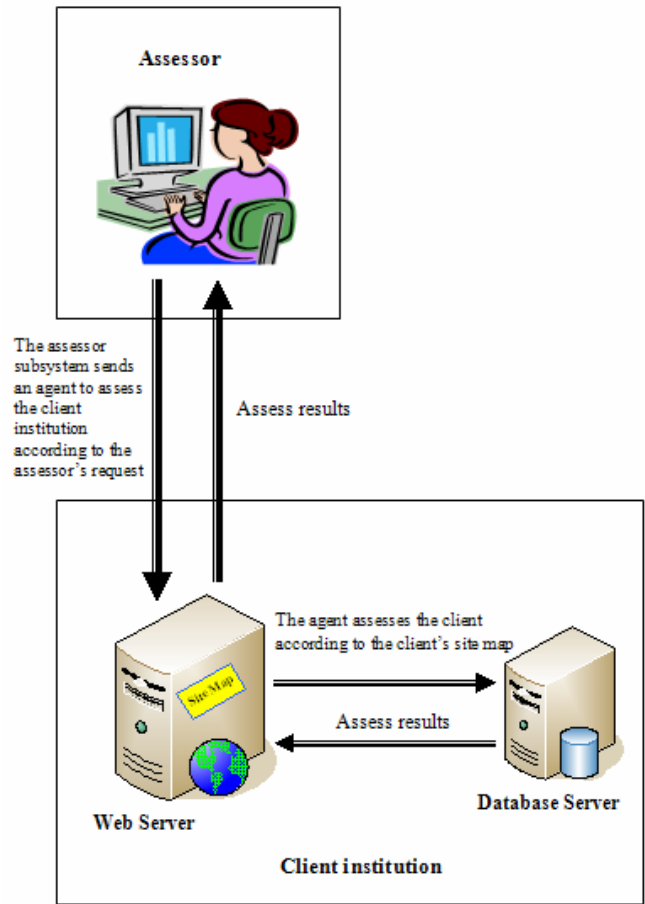 Assessor
The assessor
subsystem sends
an agent to assess
the client
institution
according to the
assessor's request
Assess results
The agent assesses the client
according to the client's site map
SiteMap
Assess results
Web Server
Database Server
Client institution